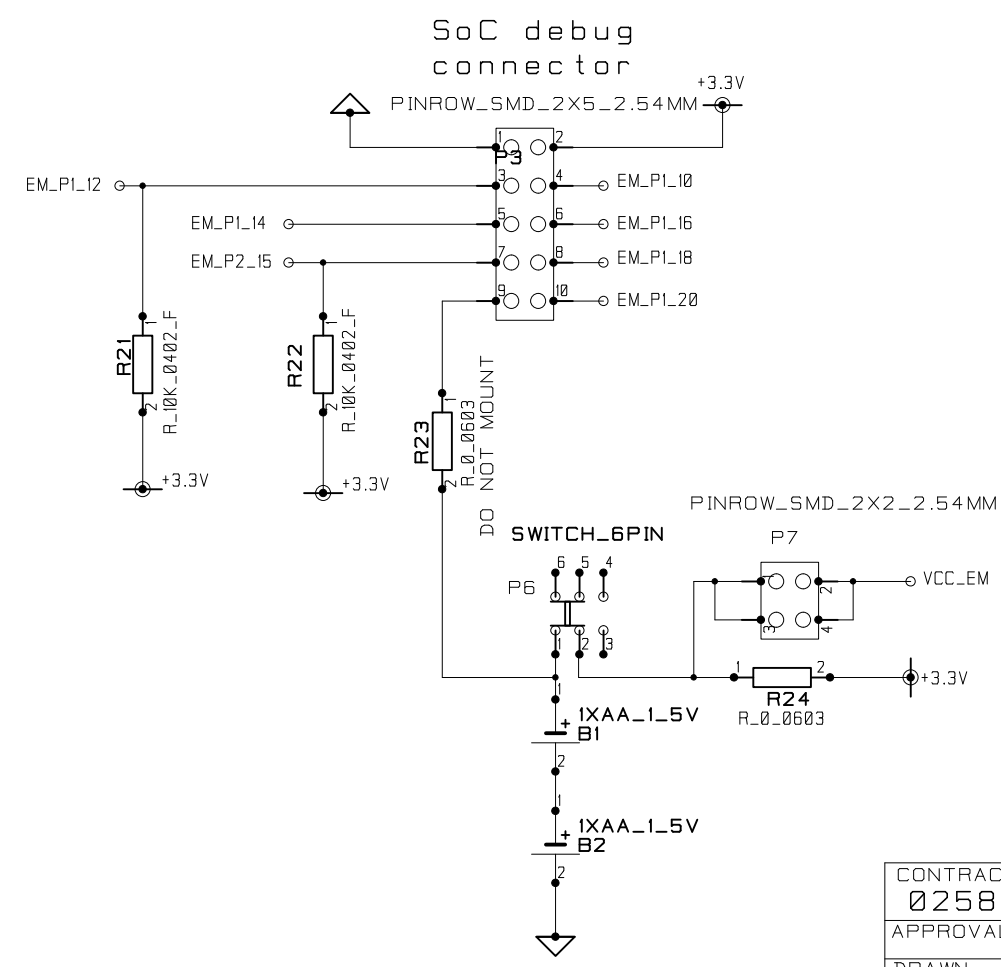 SoC debug
connector
+3.3V
PINROW_SMD_2X5_2.54MM
1 2
P3
EM_P1_12 3 4 EM_P1_10
EM_P1_14 5 6 EM_P1_16
EM_P2_15 7 8 EM_P1_18
9 10 EM_P1_20
1 1
R21 R_10K_0402_F
R22 R_10K_0402_F
2 2
+3.3V +3.3V
1
R23 R_0_0603
2
DO NOT MOUNT
SWITCH_6PIN
6 5 4
P6
1 2 3
PINROW_SMD_2X2_2.54MM
P7
1 2 VCC_EM
3 4
1 2 +3.3V
R24
R_0_0603
1
+ 1XAA_1_5V
B1
2
1
+ 1XAA_1_5V
B2
2
CONTRAC
0258
APPROVAL
DRAWN